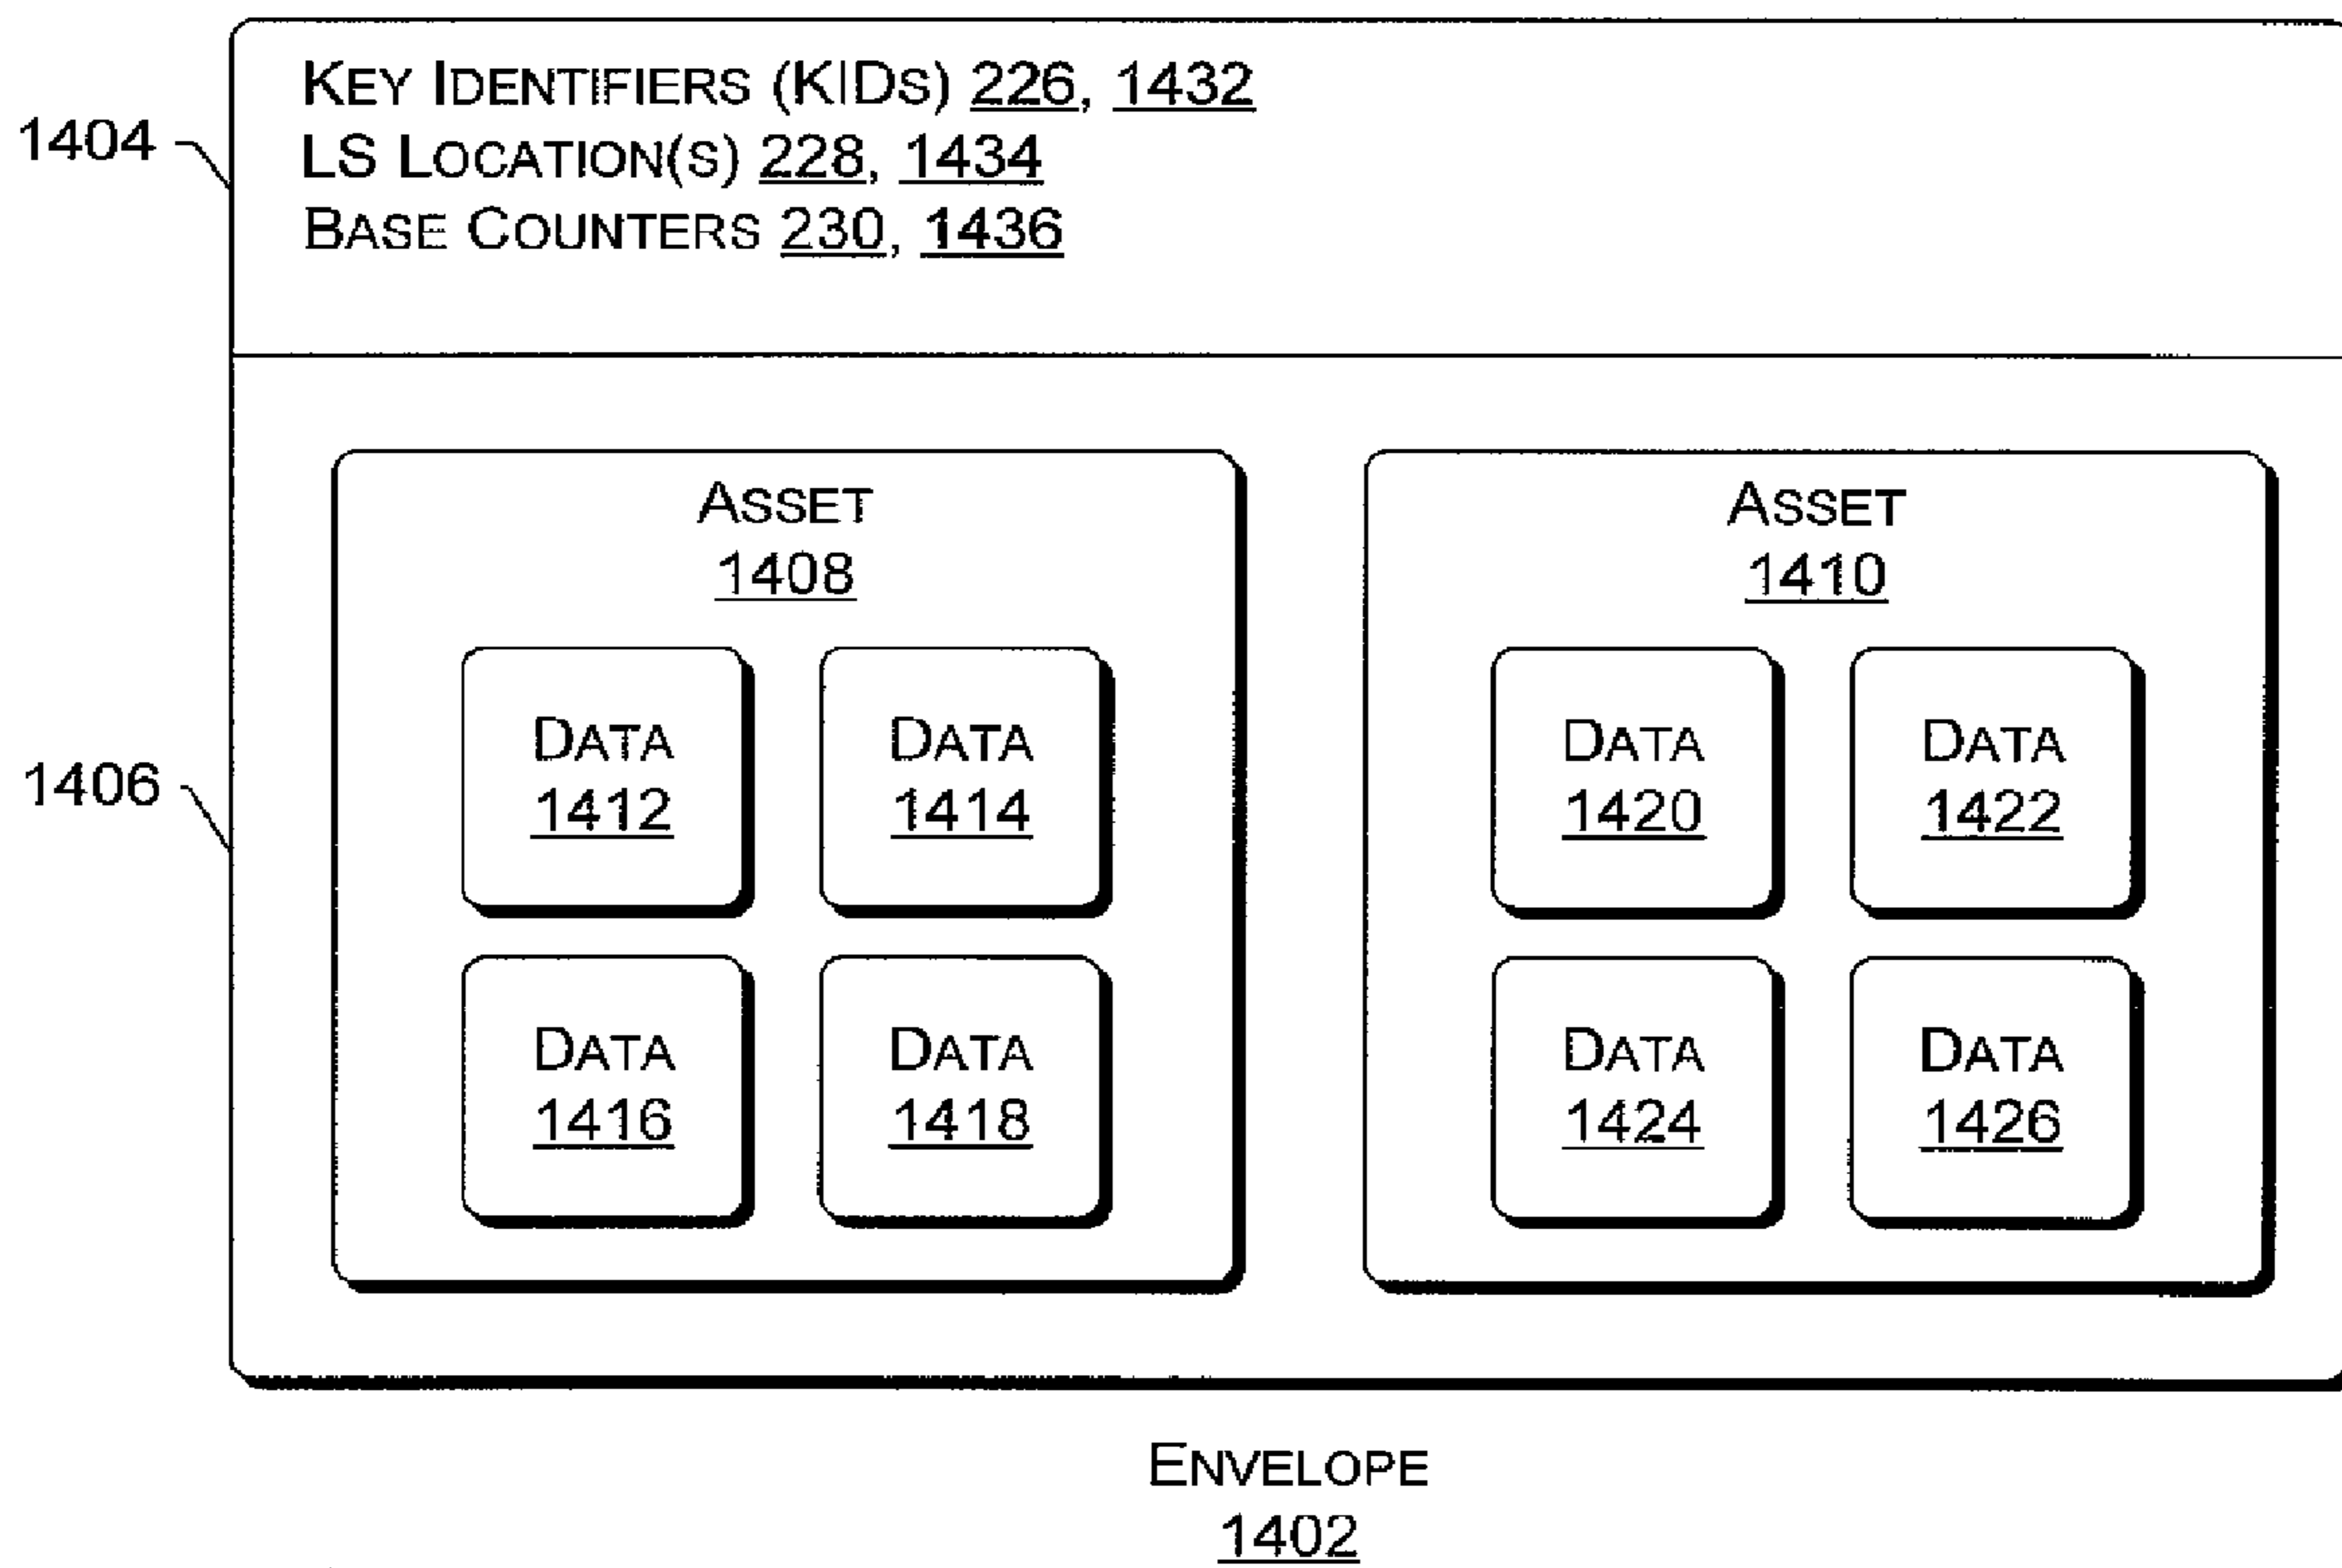 KEY IDENTIFIERS (KIDS) 226, 1432
LS LOCATION(S) 228, 1434
BASE COUNTERS 230, 1436
1404
1406
ASSET
1408
DATA
1412
DATA
1414
DATA
1416
DATA
1418
ASSET
1410
DATA
1420
DATA
1422
DATA
1424
DATA
1426
ENVELOPE
1402